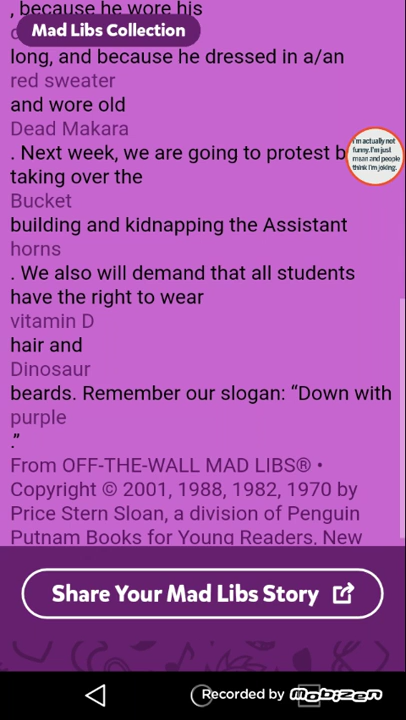 , because he wore his
Mad Libs Collection
long, and because he dressed in a/an
red sweater
and wore old
Dead Makara
. Next week, we are going to protest b
taking over the
Bucket
building and kidnapping the Assistant
horns
. We also will demand that all students
have the right to wear
vitamin D
hair and
Dinosaur
beards. Remember our slogan: “Down with
purple
.”
From OFF-THE-WALL MAD LIBS® •
Copyright © 2001, 1988, 1982, 1970 by
Price Stern Sloan, a division of Penguin
Putnam Books for Young Readers, New
I'm actually not
funny. I'm just
mean and people
think I'm joking.
Share Your Mad Libs Story
Recorded by Mobizen